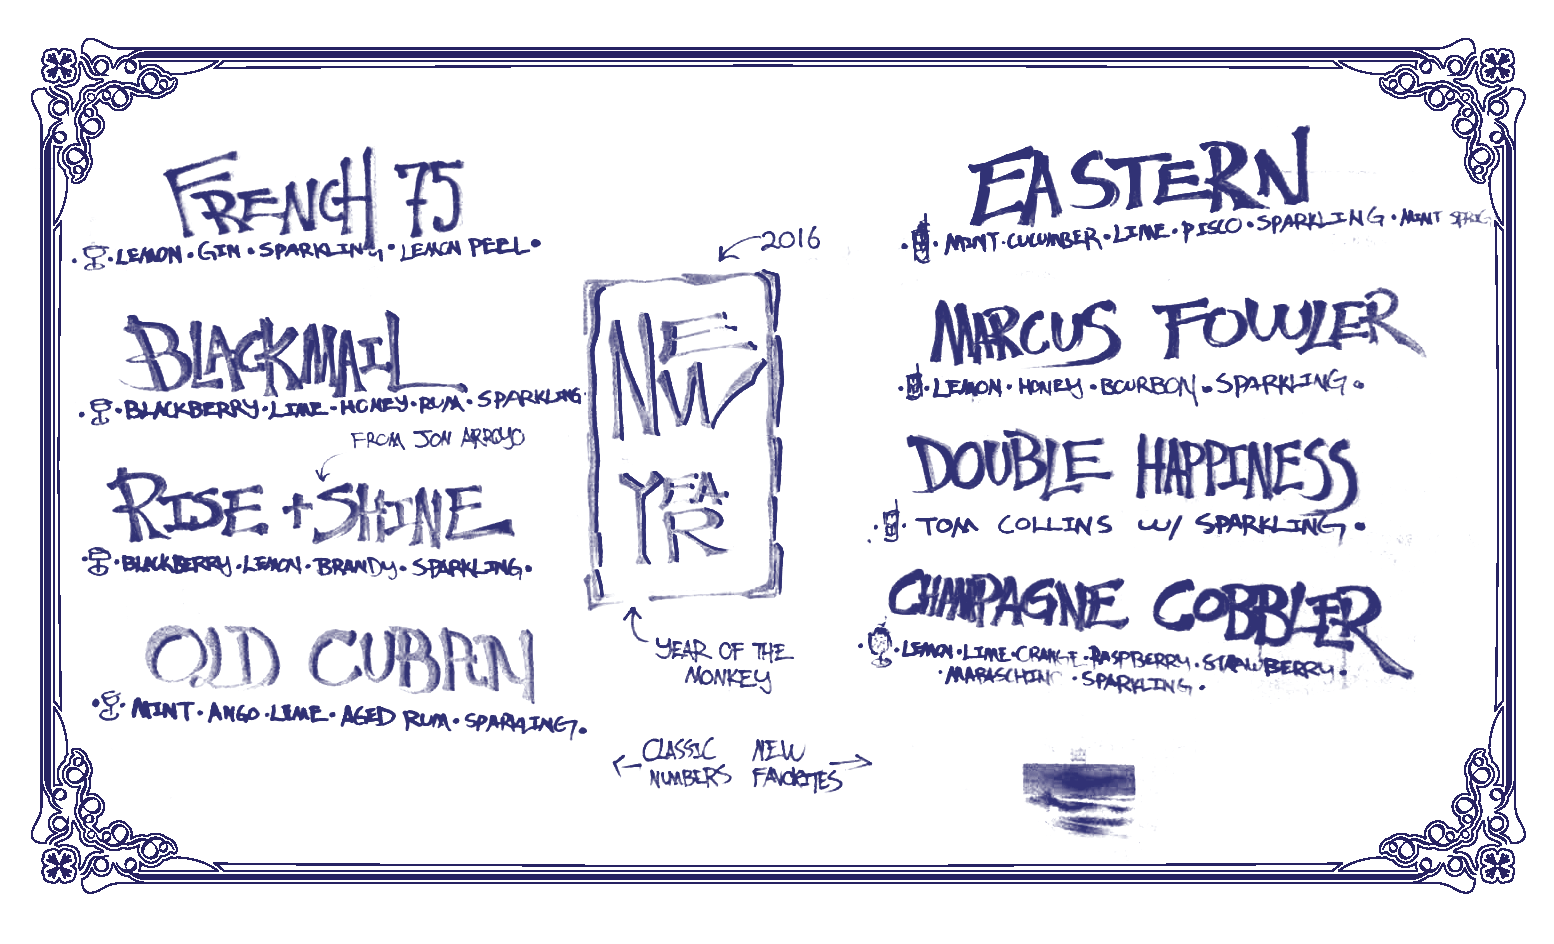 FRENCH 75
• LEMON • GIN • SPARKLING • LEMON PEEL •
BLACKMAIL
• BLACKBERRY • LIME • HONEY • RUM • SPARKLING •
FROM JON ARROYO
RISE + SHINE
• BLACKBERRY • LEMON • BRANDY • SPARKLING •
OLD CUBAN
• MINT • ANGO • LIME • AGED RUM • SPARKLING •
2016
NEW
YEAR
YEAR OF THE
MONKEY
CLASSIC
NUMBERS
NEW
FAVORITES
EASTERN
• MINT • CUCUMBER • LIME • PISCO • SPARKLING • MINT SPRIG
MARCUS FOWLER
• LEMON • HONEY • BOURBON • SPARKLING •
DOUBLE HAPPINESS
• TOM COLLINS W/ SPARKLING •
CHAMPAGNE COBBLER
• LEMON • LIME • ORANGE • RASPBERRY • STRAWBERRY •
• MARASCHINO • SPARKLING •